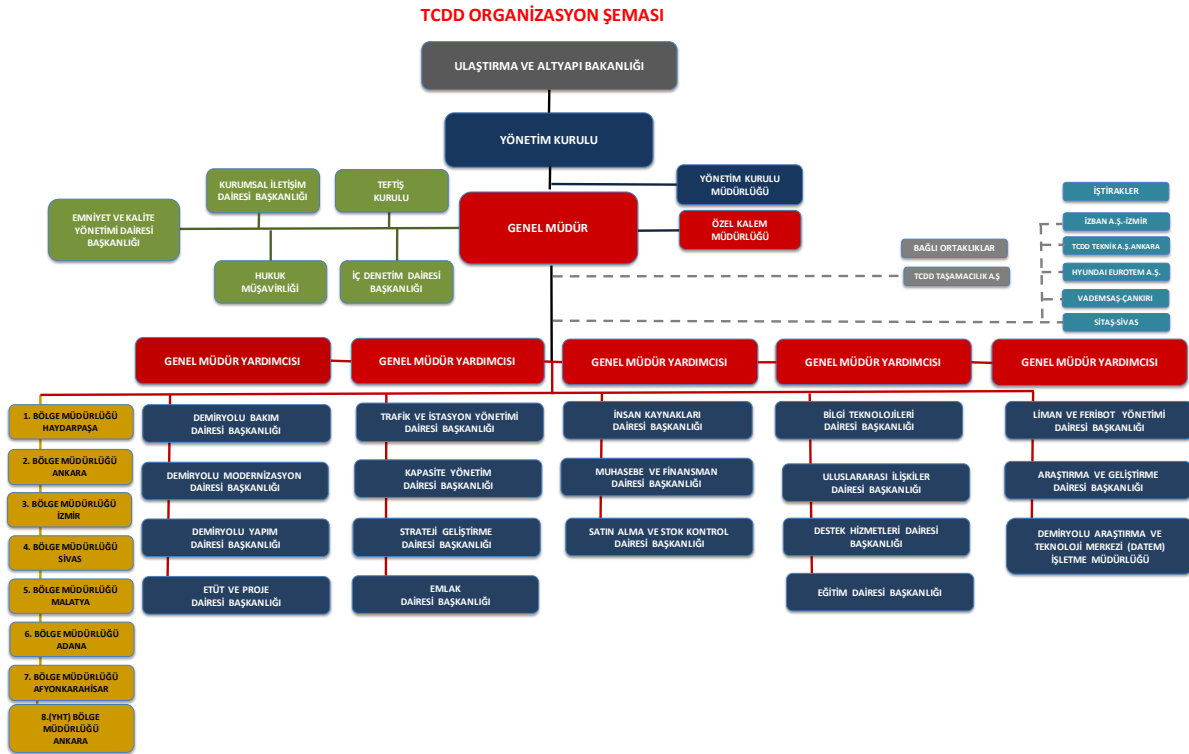 TCDD ORGANİZASYON ŞEMASI
ULAŞTIRMA VE ALTYAPI BAKANLIĞI
YÖNETİM KURULU
YÖNETİM KURULU
MÜDÜRLÜĞÜ
GENEL MÜDÜR
ÖZEL KALEM
MÜDÜRLÜĞÜ
KURUMSAL İLETİŞİM
DAİRESİ BAŞKANLIĞI
TEFTİŞ
KURULU
EMNİYET VE KALİTE
YÖNETİMİ DAİRESİ
BAŞKANLIĞI
HUKUK
MÜŞAVİRLİĞİ
İÇ DENETİM DAİRESİ
BAŞKANLIĞI
BAĞLI ORTAKLIKLAR
TCDD TAŞAMACILIK A.Ş
İŞTİRAKLER
İZBAN A.Ş.-İZMİR
TCDD TEKNİK A.Ş.ANKARA
HYUNDAI EUROTEM A.Ş.
VADEMSAŞ-ÇANKIRI
SİTAŞ-SİVAS
GENEL MÜDÜR YARDIMCISI
GENEL MÜDÜR YARDIMCISI
GENEL MÜDÜR YARDIMCISI
GENEL MÜDÜR YARDIMCISI
GENEL MÜDÜR YARDIMCISI
1. BÖLGE MÜDÜRLÜĞÜ
HAYDARPAŞA
2. BÖLGE MÜDÜRLÜĞÜ
ANKARA
3. BÖLGE MÜDÜRLÜĞÜ
İZMİR
4. BÖLGE MÜDÜRLÜĞÜ
SİVAS
5. BÖLGE MÜDÜRLÜĞÜ
MALATYA
6. BÖLGE MÜDÜRLÜĞÜ
ADANA
7. BÖLGE MÜDÜRLÜĞÜ
AFYONKARAHİSAR
8.(YHT) BÖLGE
MÜDÜRLÜĞÜ
ANKARA
DEMİRYOLU BAKIM
DAİRESİ BAŞKANLIĞI
DEMİRYOLU MODERNİZASYON
DAİRESİ BAŞKANLIĞI
DEMİRYOLU YAPIM
DAİRESİ BAŞKANLIĞI
ETÜT VE PROJE
DAİRESİ BAŞKANLIĞI
TRAFİK VE İSTASYON YÖNETİMİ
DAİRESİ BAŞKANLIĞI
KAPASİTE YÖNETİM
DAİRESİ BAŞKANLIĞI
STRATEJİ GELİŞTİRME
DAİRESİ BAŞKANLIĞI
EMLAK
DAİRESİ BAŞKANLIĞI
İNSAN KAYNAKLARI
DAİRESİ BAŞKANLIĞI
MUHASEBE VE FİNANSMAN
DAİRESİ BAŞKANLIĞI
SATIN ALMA VE STOK KONTROL
DAİRESİ BAŞKANLIĞI
BİLGİ TEKNOLOJİLERİ
DAİRESİ BAŞKANLIĞI
ULUSLARARASI İLİŞKİLER
DAİRESİ BAŞKANLIĞI
DESTEK HİZMETLERİ DAİRESİ
BAŞKANLIĞI
EĞİTİM DAİRESİ BAŞKANLIĞI
LİMAN VE FERİBOT YÖNETİMİ
DAİRESİ BAŞKANLIĞI
ARAŞTIRMA VE GELİŞTİRME
DAİRESİ BAŞKANLIĞI
DEMİRYOLU ARAŞTIRMA VE
TEKNOLOJİ MERKEZİ (DATEM)
İŞLETME MÜDÜRLÜĞÜ